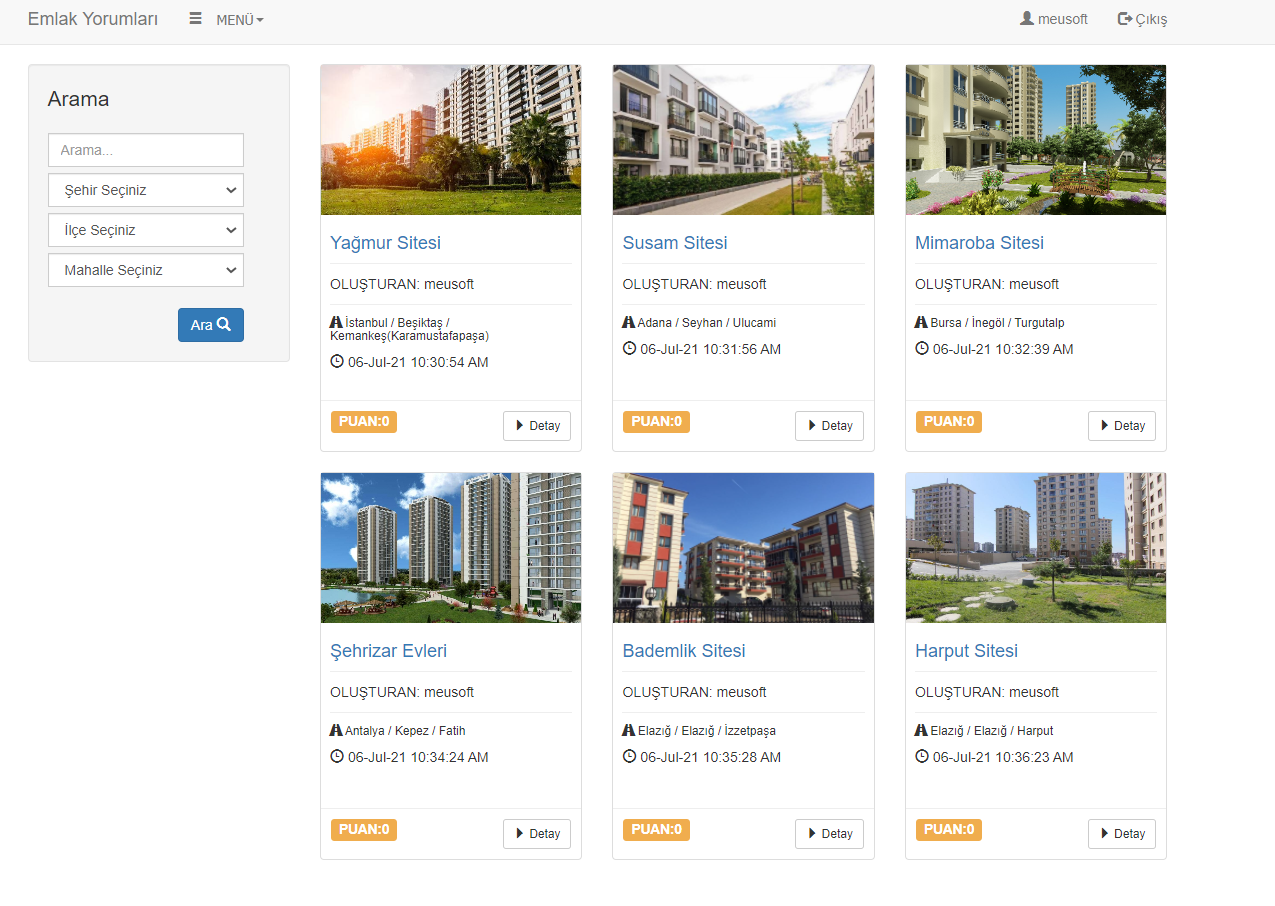 Emlak Yorumları
MENÜ
meusoft
Çıkış
Arama
Arama...
Şehir Seçiniz
İlçe Seçiniz
Mahalle Seçiniz
Ara
Yağmur Sitesi
OLUŞTURAN: meusoft
İstanbul / Beşiktaş /
Kemankeş(Karamustafapaşa)
06-Jul-21 10:30:54 AM
PUAN:0
Detay
Susam Sitesi
OLUŞTURAN: meusoft
Adana / Seyhan / Ulucami
06-Jul-21 10:31:56 AM
PUAN:0
Detay
Mimaroba Sitesi
OLUŞTURAN: meusoft
Bursa / İnegöl / Turgutalp
06-Jul-21 10:32:39 AM
PUAN:0
Detay
Şehrizar Evleri
OLUŞTURAN: meusoft
Antalya / Kepez / Fatih
06-Jul-21 10:34:24 AM
PUAN:0
Detay
Bademlik Sitesi
OLUŞTURAN: meusoft
Elazığ / Elazığ / İzzetpaşa
06-Jul-21 10:35:28 AM
PUAN:0
Detay
Harput Sitesi
OLUŞTURAN: meusoft
Elazığ / Elazığ / Harput
06-Jul-21 10:36:23 AM
PUAN:0
Detay